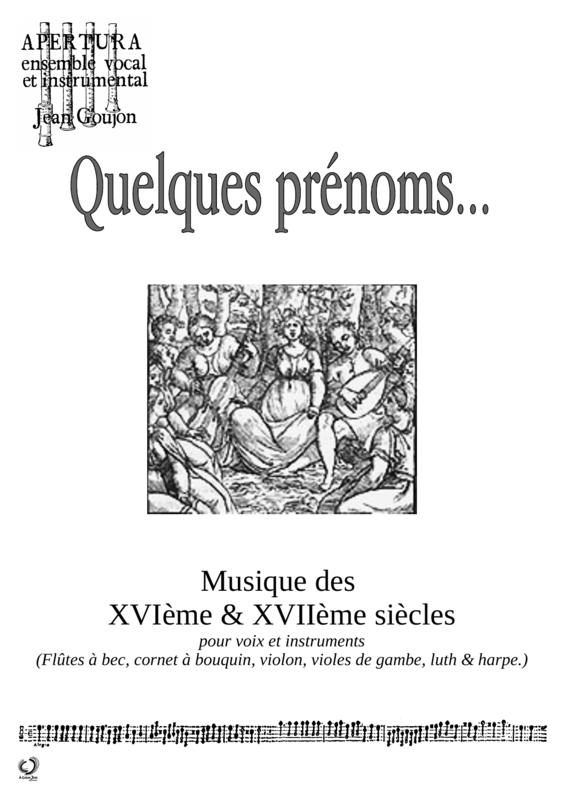 APERTURA
ensemble vocal
et instrumental
Jean Goujon
Quelques prénoms...
Musique des
XVIème & XVIIème siècles
pour voix et instruments
(Flûtes à bec, cornet à bouquin, violon, violes de gambe, luth & harpe.)